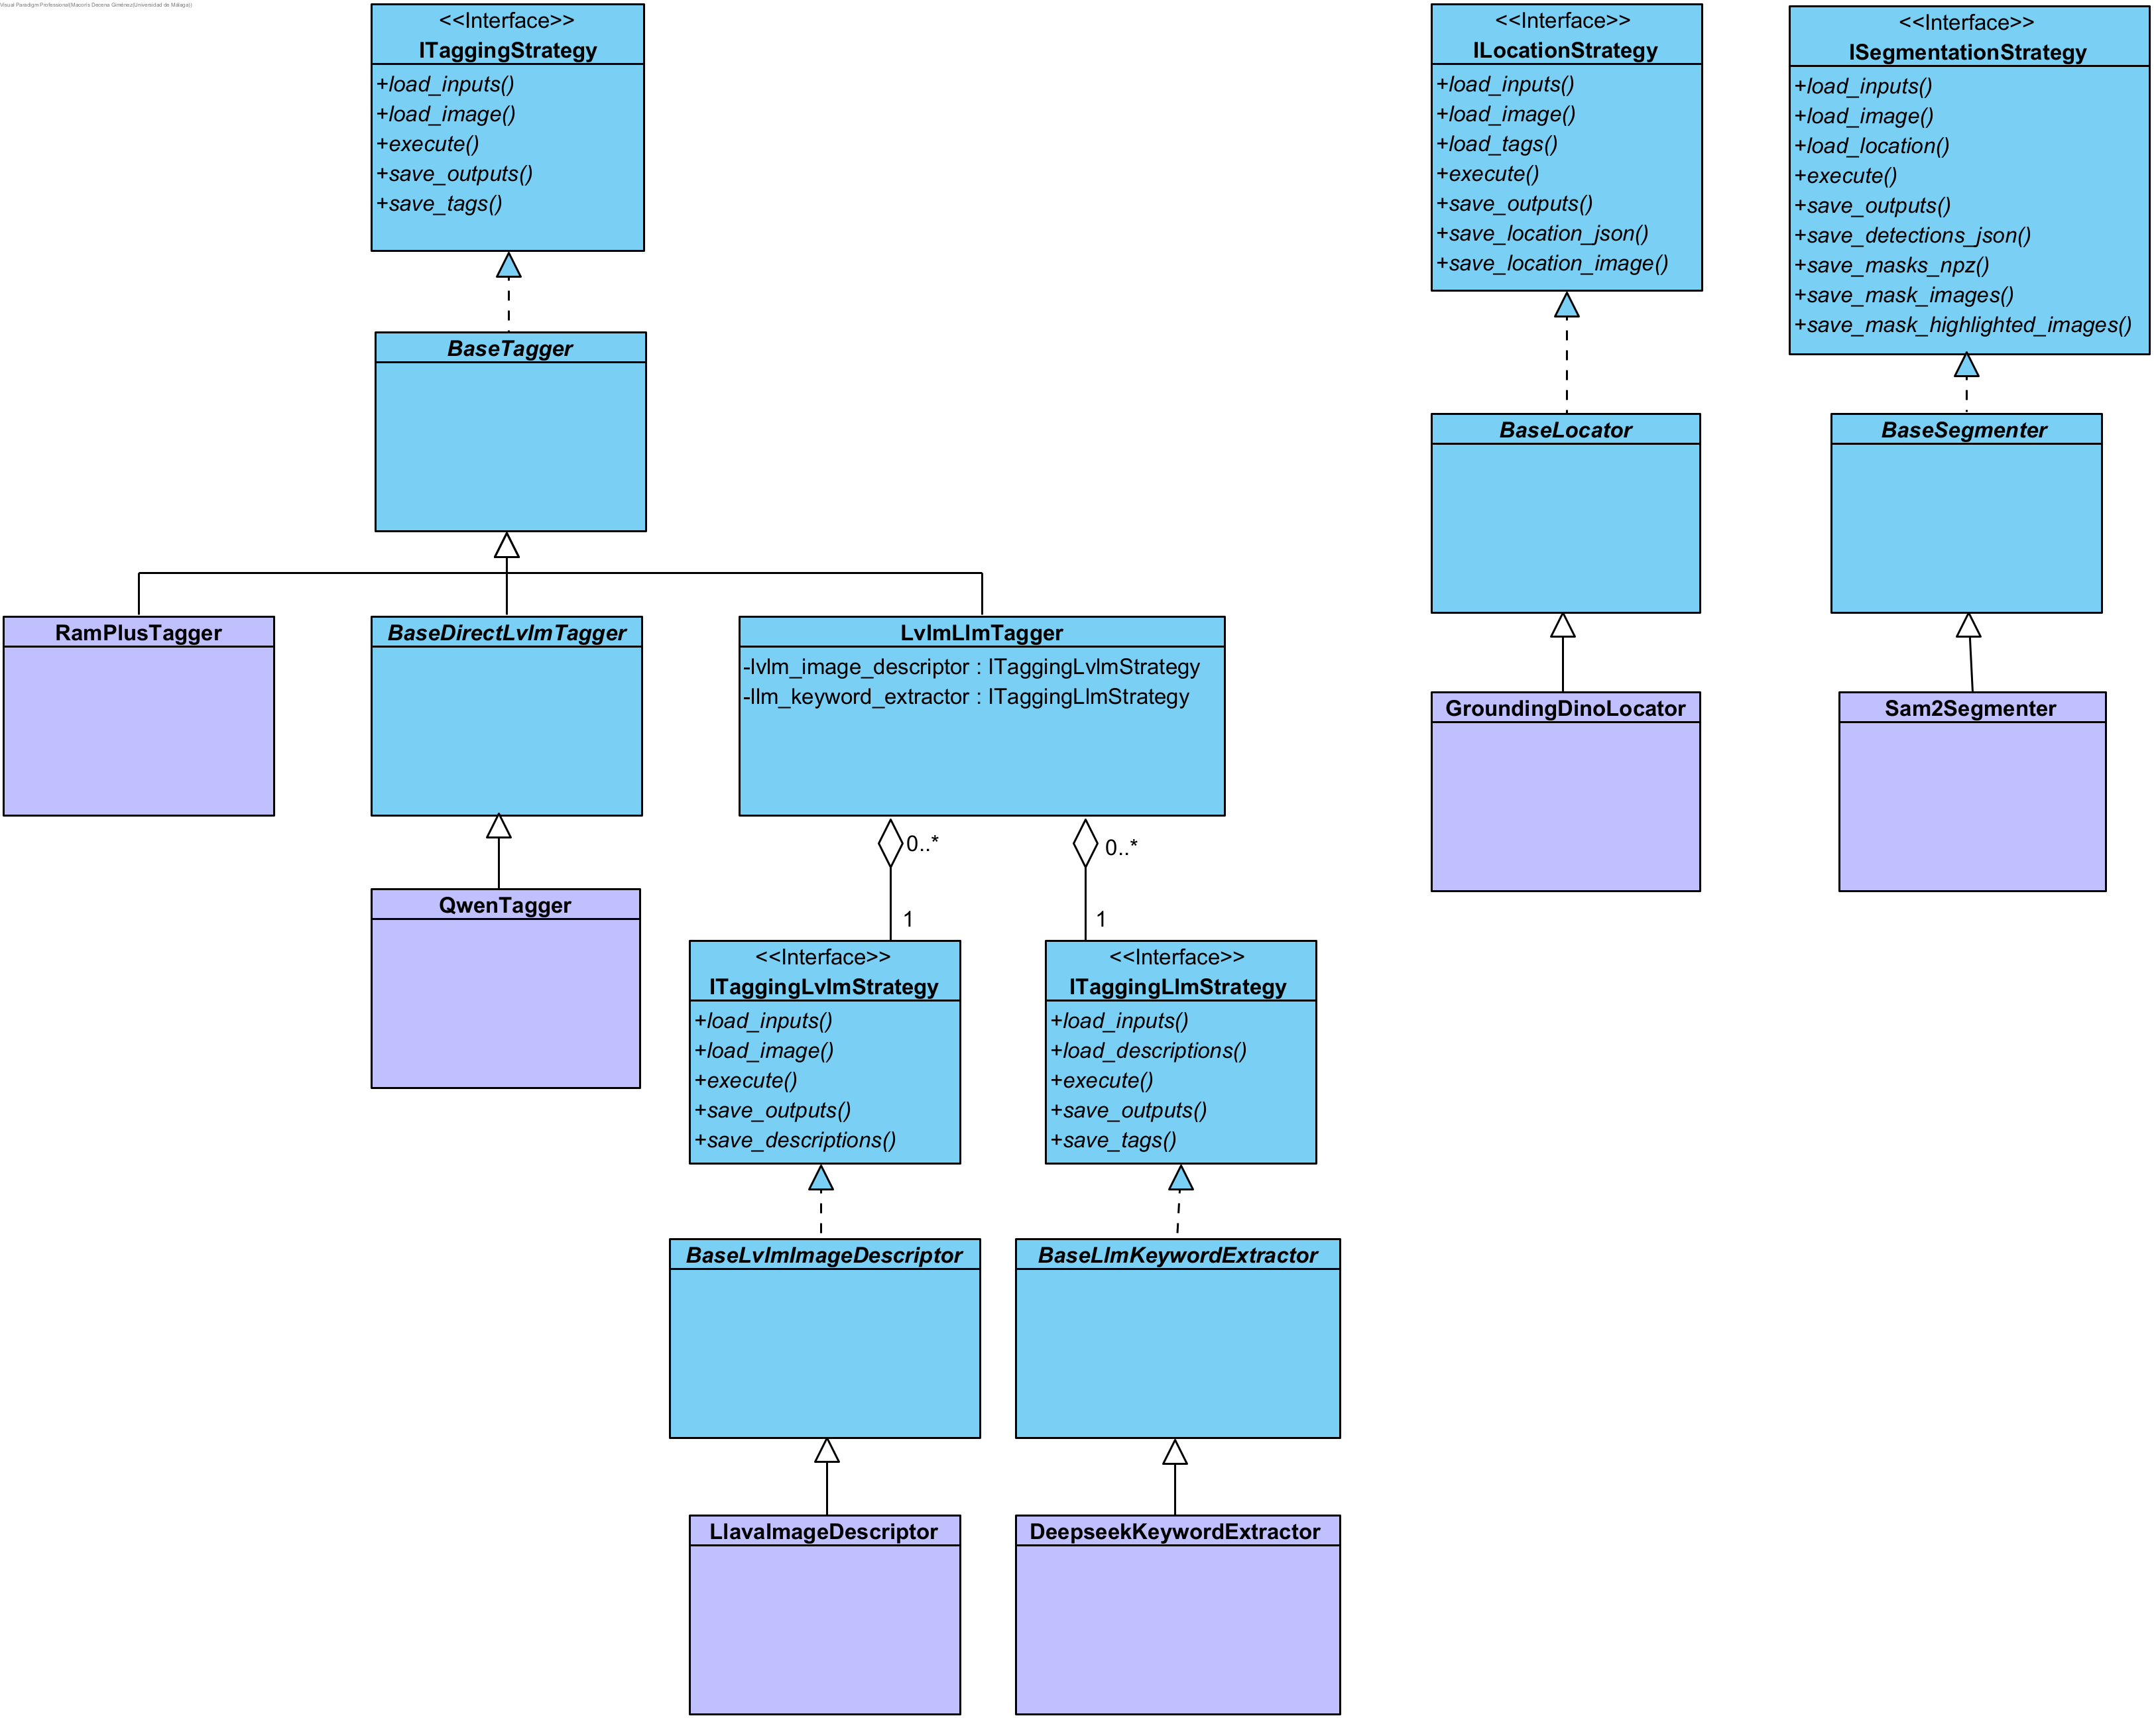 Visual Paradigm Professional(Macorís Decena Giménez(Universidad de Málaga))
<<Interface>>
ITaggingStrategy
+load_inputs()
+load_image()
+execute()
+save_outputs()
+save_tags()
<<Interface>>
ILocationStrategy
+load_inputs()
+load_image()
+load_tags()
+execute()
+save_outputs()
+save_location_json()
+save_location_image()
<<Interface>>
ISegmentationStrategy
+load_inputs()
+load_image()
+load_location()
+execute()
+save_outputs()
+save_detections_json()
+save_masks_npz()
+save_mask_images()
+save_mask_highlighted_images()
BaseTagger
BaseLocator
BaseSegmenter
RamPlusTagger
BaseDirectLvlmTagger
LvlmLlmTagger
-lvlm_image_descriptor : ITaggingLvlmStrategy
-llm_keyword_extractor : ITaggingLlmStrategy
GroundingDinoLocator
Sam2Segmenter
0..*
0..*
QwenTagger
1
1
<<Interface>>
ITaggingLvlmStrategy
+load_inputs()
+load_image()
+execute()
+save_outputs()
+save_descriptions()
<<Interface>>
ITaggingLlmStrategy
+load_inputs()
+load_descriptions()
+execute()
+save_outputs()
+save_tags()
BaseLvlmImageDescriptor
BaseLlmKeywordExtractor
LlavaImageDescriptor
DeepseekKeywordExtractor